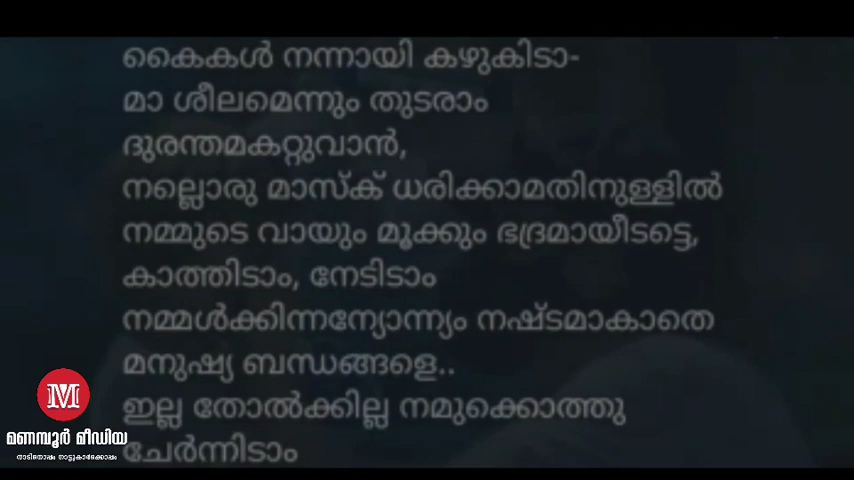 കൈകൾ നന്നായി കഴുകിടാ-
മാ ശീലമെന്നും തുടരാം
ദുരന്തമകറ്റുവാൻ,
നല്ലൊരു മാസ്ക് ധരിക്കാമതിനുള്ളിൽ
നമ്മുടെ വായും മൂക്കും ഭദ്രമായീടട്ടെ,
കാത്തിടാം, നേടിടാം
നമ്മൾക്കിന്നന്യോന്ന്യം നഷ്ടമാകാതെ
മനുഷ്യ ബന്ധങ്ങളെ..
ഇല്ല തോൽക്കില്ല നമുക്കൊത്തു
ചേർന്നിടാം
M
മണമ്പൂർ മീഡിയ
നാടിനൊപ്പം നാട്ടുകാർക്കൊപ്പം